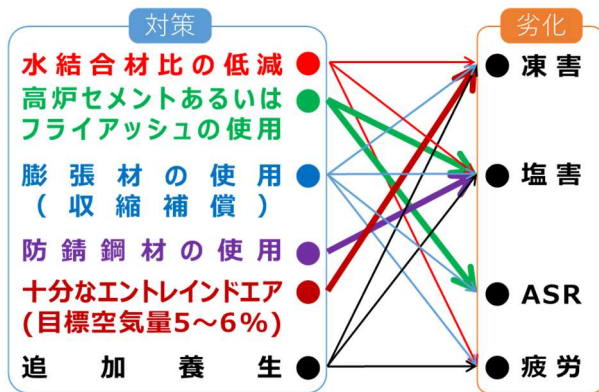 対策
水結合材比の低減
高炉セメントあるいは
フライアッシュの使用
膨張材の使用
(収縮補償)
防錆鋼材の使用
十分なエントレインドエア
(目標空気量5～6%)
追加養生
劣化
凍害
塩害
ASR
疲労